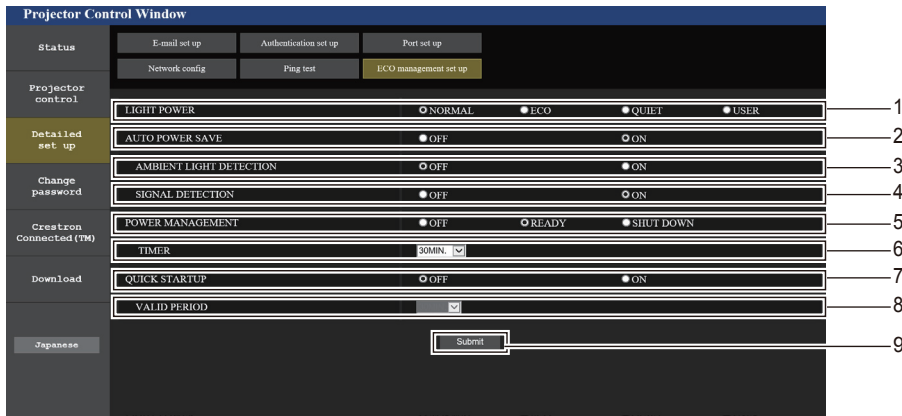 Projector Control Window
Status
Projector control
Detailed set up
Change password
Crestron Connected(TM)
Download
Japanese
E-mail set up Authentication set up Port set up
Network config Ping test ECO management set up
LIGHT POWER NORMAL ECO QUIET USER 1
AUTO POWER SAVE OFF ON 2
AMBIENT LIGHT DETECTION OFF ON 3
SIGNAL DETECTION OFF ON 4
POWER MANAGEMENT OFF READY SHUT DOWN 5
TIMER 30MIN. 6
QUICK STARTUP OFF ON 7
VALID PERIOD 8
Submit 9